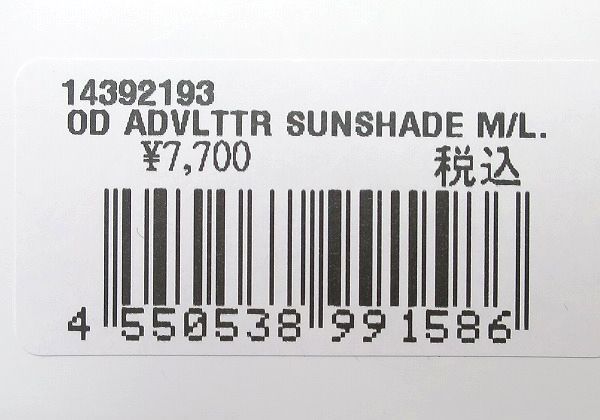 14392193
OD ADVLTTR SUNSHADE M/L.
¥7,700 税込
4 550538 991586